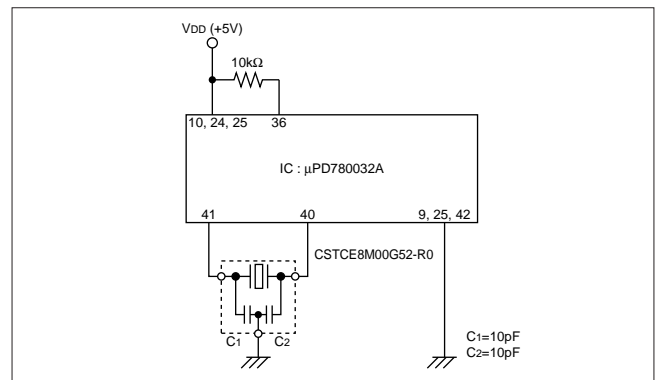 VDD (+5V)
10kΩ
10, 24, 25 36
IC : μPD780032A
41 40 9, 25, 42
CSTCE8M00G52-R0
C1 C2
C1=10pF
C2=10pF